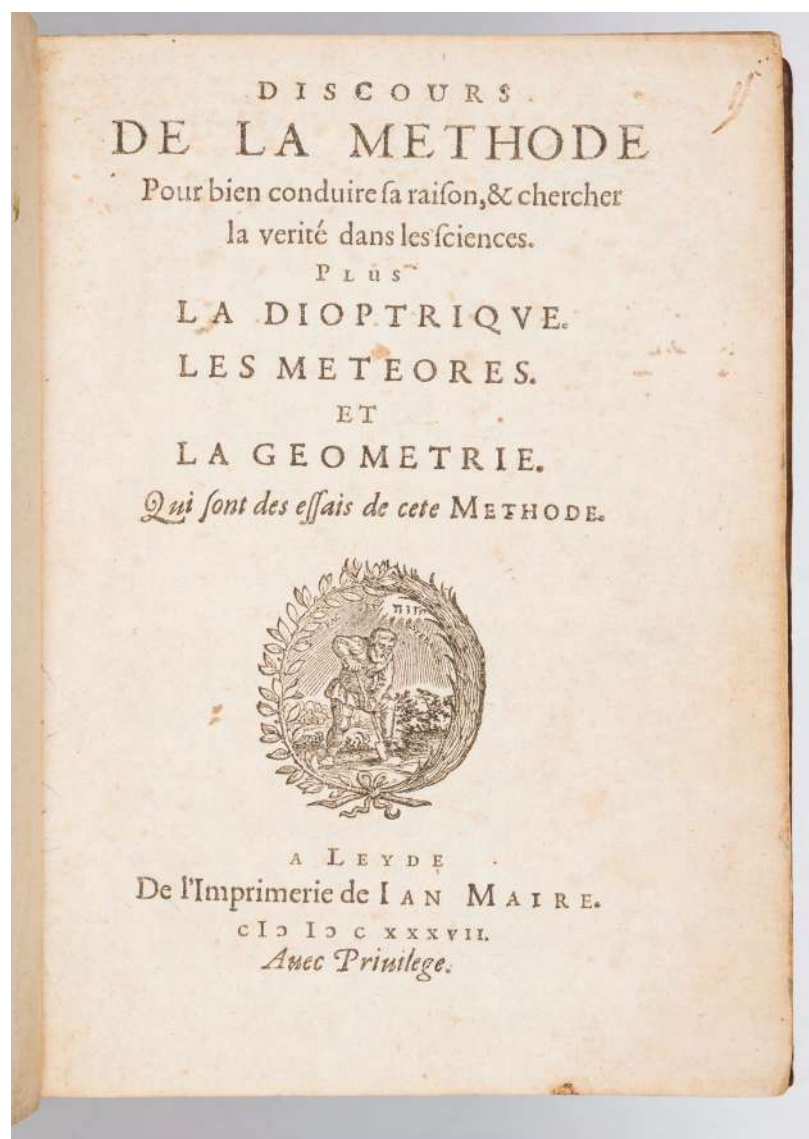 DISCOURS
DE LA METHODE
Pour bien conduire ſa raiſon, & chercher
la verité dans les ſciences.
PLUS
LA DIOPTRIQVE.
LES METEORES.
ET
LA GEOMETRIE.
Qui ſont des eſſais de cete METHODE.
A LEYDE
De l'Imprimerie de IAN MAIRE.
cIↄ Iↄ c xxxvii.
Auec Priuilege.